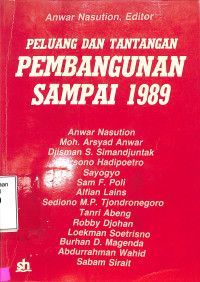 Anwar Nasution, Editor
PELUANG DAN TANTANGAN
PEMBANGUNAN
SAMPAI 1989
Anwar Nasution
Moh. Arsyad Anwar
Djisman S. Simandjuntak
sono Hadipoetro
Sayogyo
Sam F. Poli
Alfian Lains
Sediono M.P. Tjondronegoro
Tanri Abeng
Robby Djohan
Loekman Soetrisno
Burhan D. Magenda
Abdurrahman Wahid
Sabam Sirait
sh